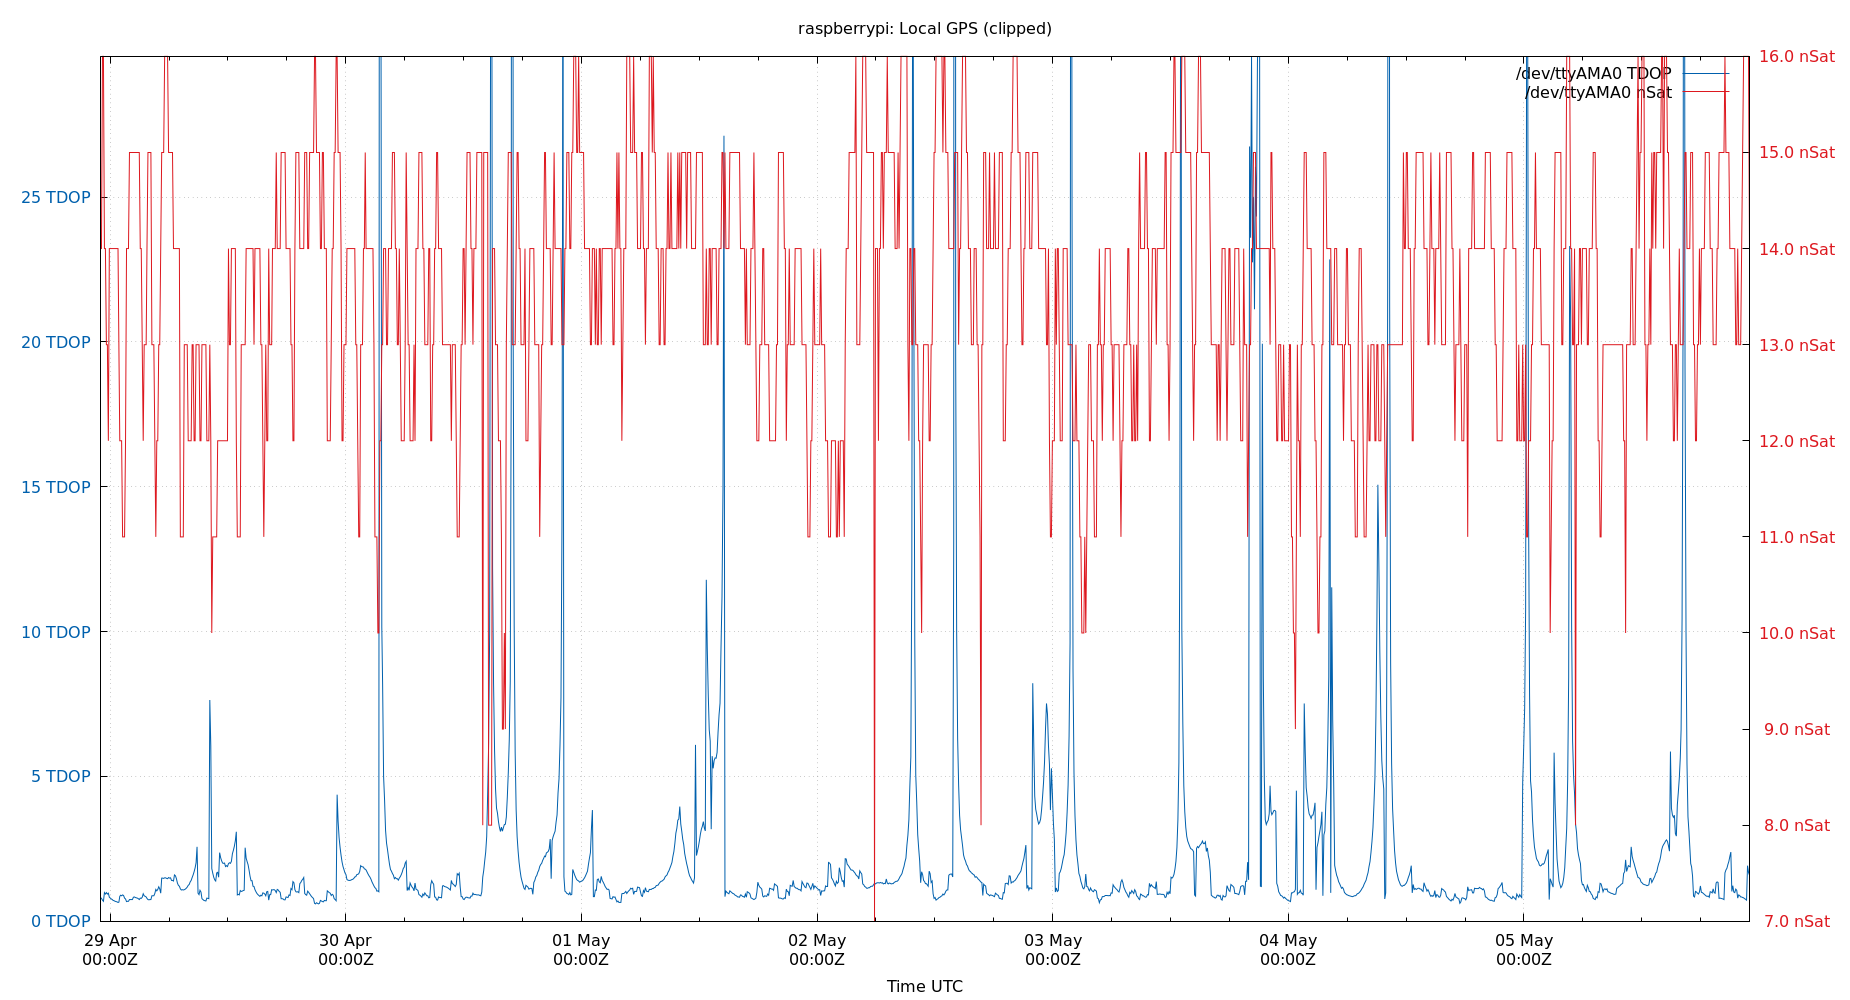 raspberrypi: Local GPS (clipped)
/dev/ttyAMA0 TDOP
/dev/ttyAMA0 nSat
25 TDOP
20 TDOP
15 TDOP
10 TDOP
5 TDOP
0 TDOP
16.0 nSat
15.0 nSat
14.0 nSat
13.0 nSat
12.0 nSat
11.0 nSat
10.0 nSat
9.0 nSat
8.0 nSat
7.0 nSat
29 Apr
00:00Z
30 Apr
00:00Z
01 May
00:00Z
02 May
00:00Z
03 May
00:00Z
04 May
00:00Z
05 May
00:00Z
Time UTC